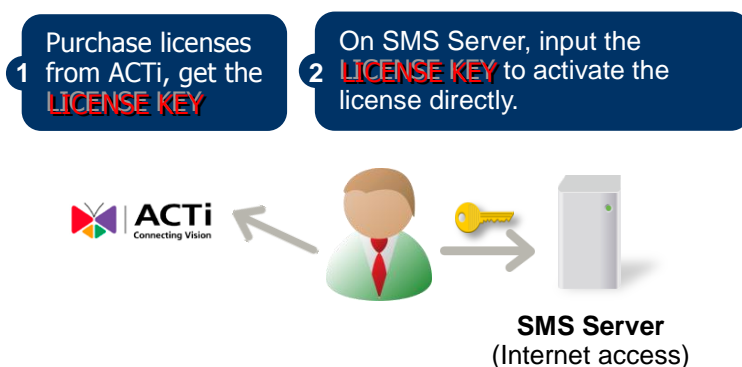 1
Purchase licenses
from ACTi, get the
LICENSE KEY
2
On SMS Server, input the
LICENSE KEY to activate the
license directly.
ACTi
Connecting Vision
SMS Server
(Internet access)